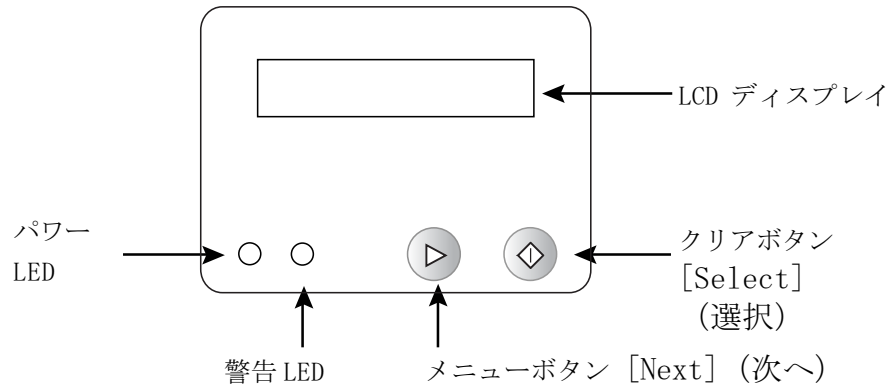 LCD ディスプレイ
パワー
LED
クリアボタン
[Select]
(選択)
警告 LED
メニューボタン [Next] (次へ)